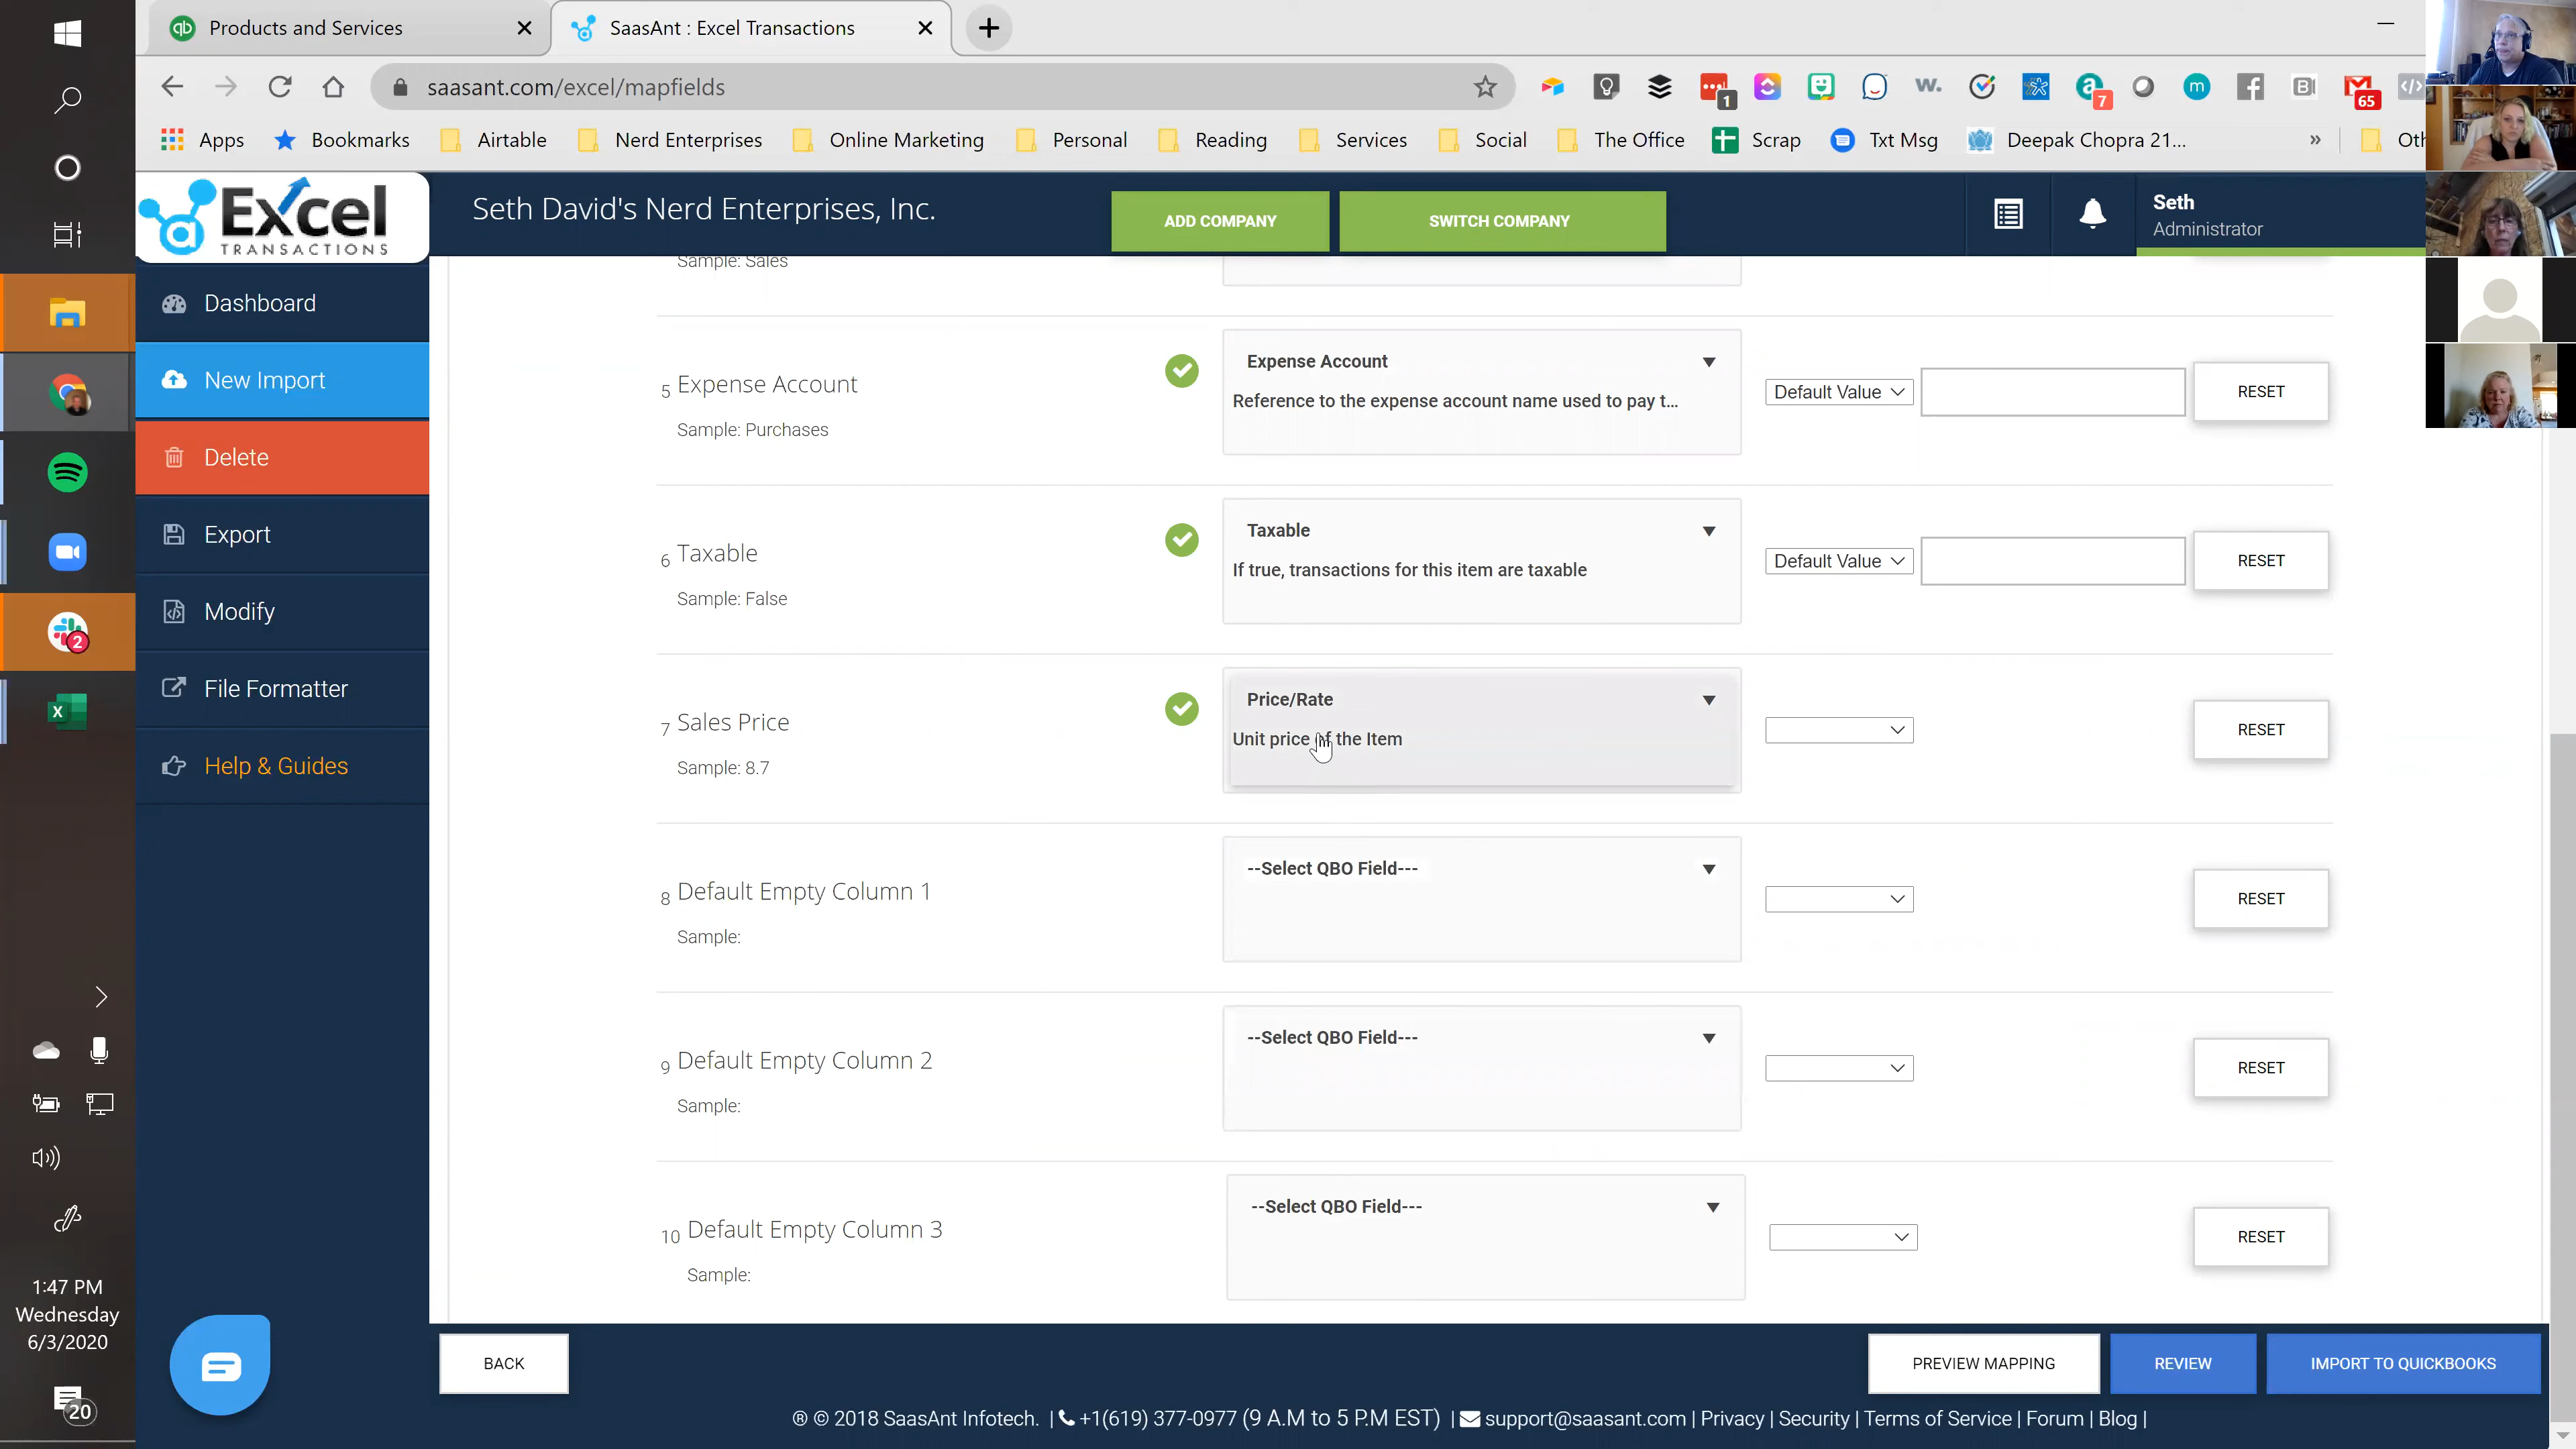 Products and Services
SaasAnt : Excel Transactions
saasant.com/excel/mapfields
1
w.
7
m
B
65
Apps
Bookmarks
Airtable
Nerd Enterprises
Online Marketing
Personal
Reading
Services
Social
The Office
Scrap
Txt Msg
Deepak Chopra 21...
»
Oth
Excel
TRANSACTIONS
Seth David's Nerd Enterprises, Inc.
ADD COMPANY
SWITCH COMPANY
Seth
Administrator
Dashboard
New Import
Delete
Export
Modify
File Formatter
Help & Guides
Sample: Sales
5 Expense Account
Sample: Purchases
Expense Account
Reference to the expense account name used to pay t...
Default Value
RESET
6 Taxable
Sample: False
Taxable
If true, transactions for this item are taxable
Default Value
RESET
7 Sales Price
Sample: 8.7
Price/Rate
Unit price of the Item
RESET
8 Default Empty Column 1
Sample:
--Select QBO Field---
RESET
9 Default Empty Column 2
Sample:
--Select QBO Field---
RESET
10 Default Empty Column 3
Sample:
--Select QBO Field---
RESET
BACK
PREVIEW MAPPING
REVIEW
IMPORT TO QUICKBOOKS
® © 2018 SaasAnt Infotech. | +1(619) 377-0977 (9 A.M to 5 P.M EST) | support@saasant.com | Privacy | Security | Terms of Service | Forum | Blog |
2
1:47 PM
Wednesday
6/3/2020
20